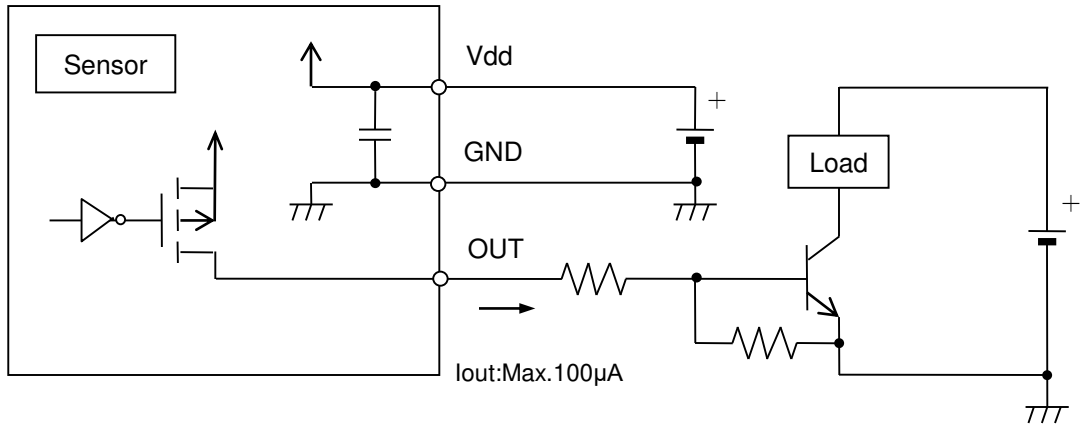 Sensor
Vdd
+
GND
Load
+
OUT
Iout:Max.100µA